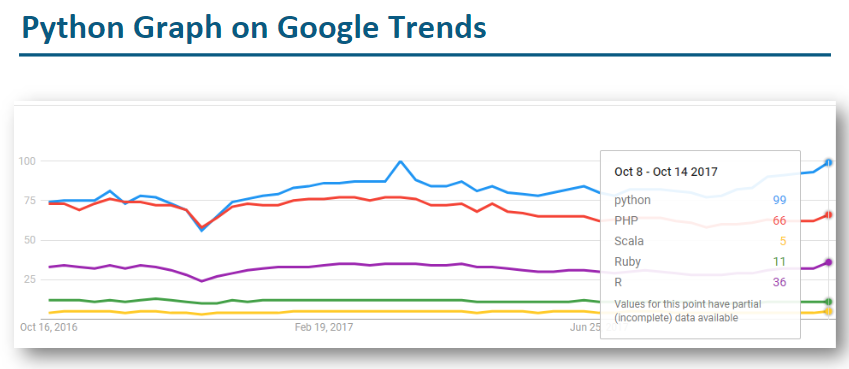 Python Graph on Google Trends
100
75
50
25
Oct 16, 2016
Feb 19, 2017
Jun 25
Oct 8 - Oct 14 2017
python 99
PHP 66
Scala 5
Ruby 11
R 36
Values for this point have partial
(incomplete) data available